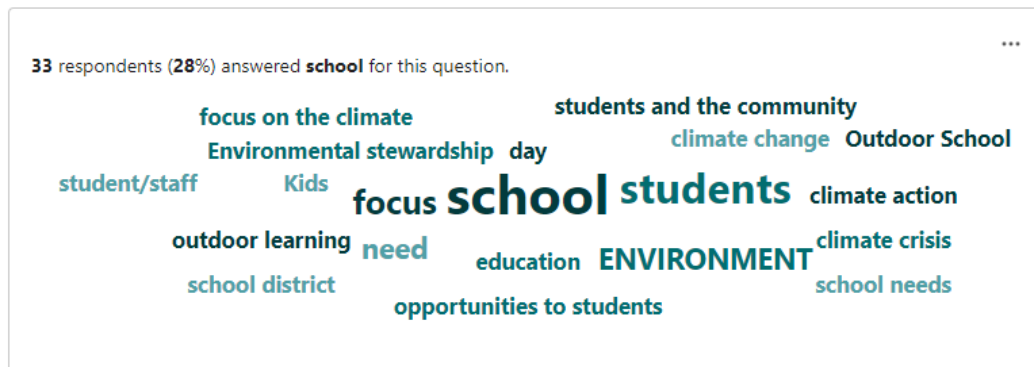 ...
33 respondents (28%) answered school for this question.
students and the community
focus on the climate
climate change Outdoor School
Environmental stewardship day
student/staff Kids focus school students climate action
outdoor learning need education ENVIRONMENT climate crisis
school district school needs
opportunities to students